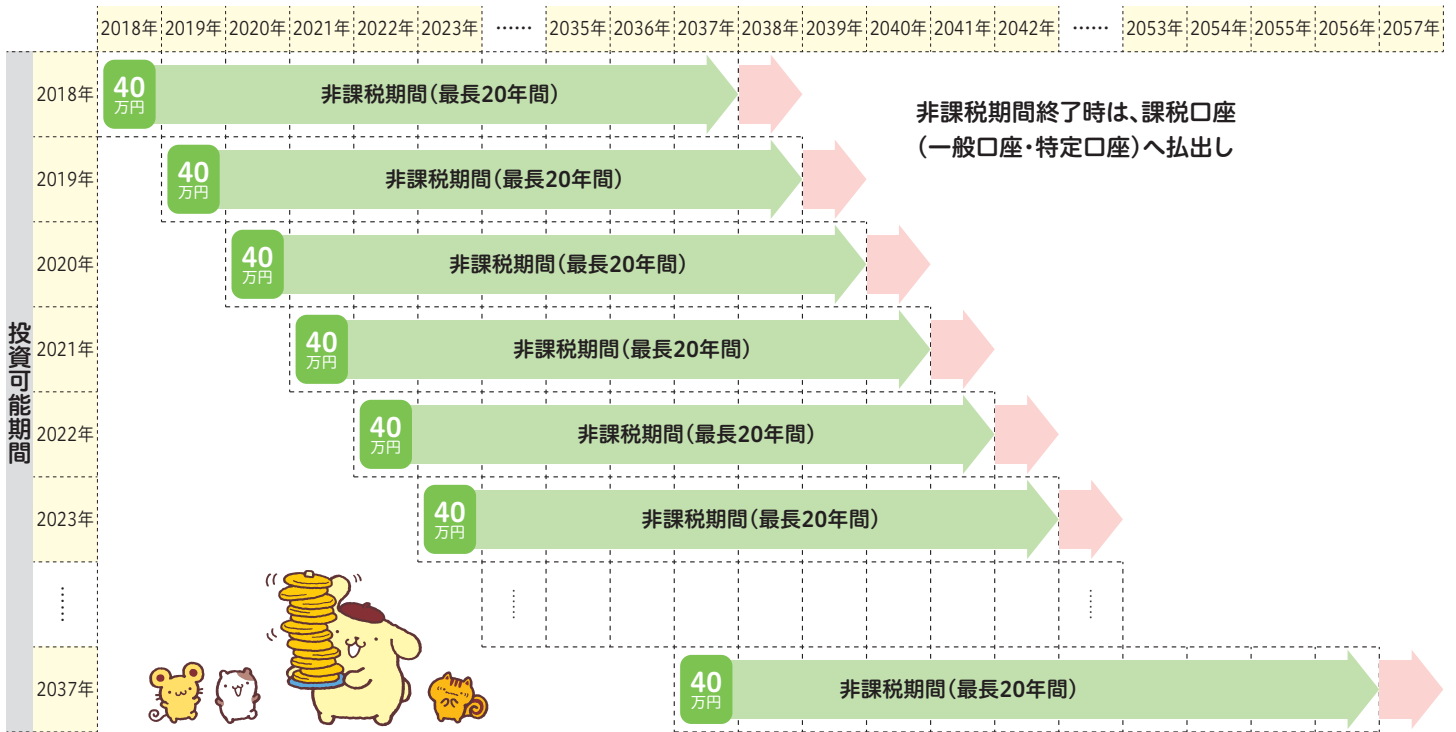 2018年 2019年 2020年 2021年 2022年 2023年 …… 2035年 2036年 2037年 2038年 2039年 2040年 2041年 2042年 …… 2053年 2054年 2055年 2056年 2057年
投資可能期間
2018年
40
万円
非課税期間（最長20年間）
非課税期間終了時は、課税口座
（一般口座・特定口座）へ払出し
2019年
40
万円
非課税期間（最長20年間）
2020年
40
万円
非課税期間（最長20年間）
2021年
40
万円
非課税期間（最長20年間）
2022年
40
万円
非課税期間（最長20年間）
2023年
40
万円
非課税期間（最長20年間）
…… …… ……
2037年
40
万円
非課税期間（最長20年間）